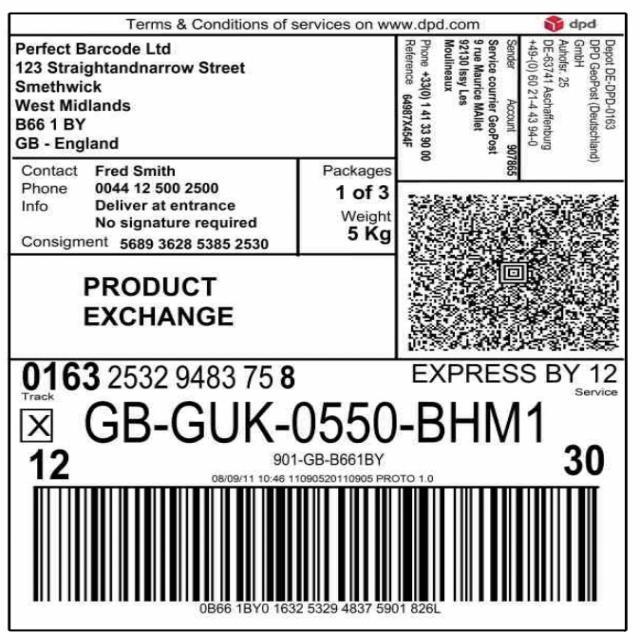 Terms & Conditions of services on www.dpd.com
dpd
Perfect Barcode Ltd
123 Straightandnarrow Street
Smethwick
West Midlands
B66 1 BY
GB - England
Contact Fred Smith
Phone 0044 12 500 2500
Info Deliver at entrance
No signature required
Consigment 5689 3628 5385 2530
Packages
1 of 3
Weight
5 Kg
Depot DE-DPD-0163
DPD GeoPost (Deutschland)
GmbH
Auhofsr. 25
DE-63741 Aschaffenburg
+49-(0) 60 21-4 43 94-0
Sender Account 907865
Service courrier GeoPost
9 rue Maurice MAllet
92130 Issy Les
Moulineaux
Phone +33(0) 1 41 33 90 00
Reference 64987X454F
PRODUCT
EXCHANGE
0163 2532 9483 75 8
Track
EXPRESS BY 12
Service
X
GB-GUK-0550-BHM1
12
901-GB-B661BY
30
08/09/11 10:46 11090520110905 PROTO 1.0
0B66 1BY0 1632 5329 4837 5901 826L